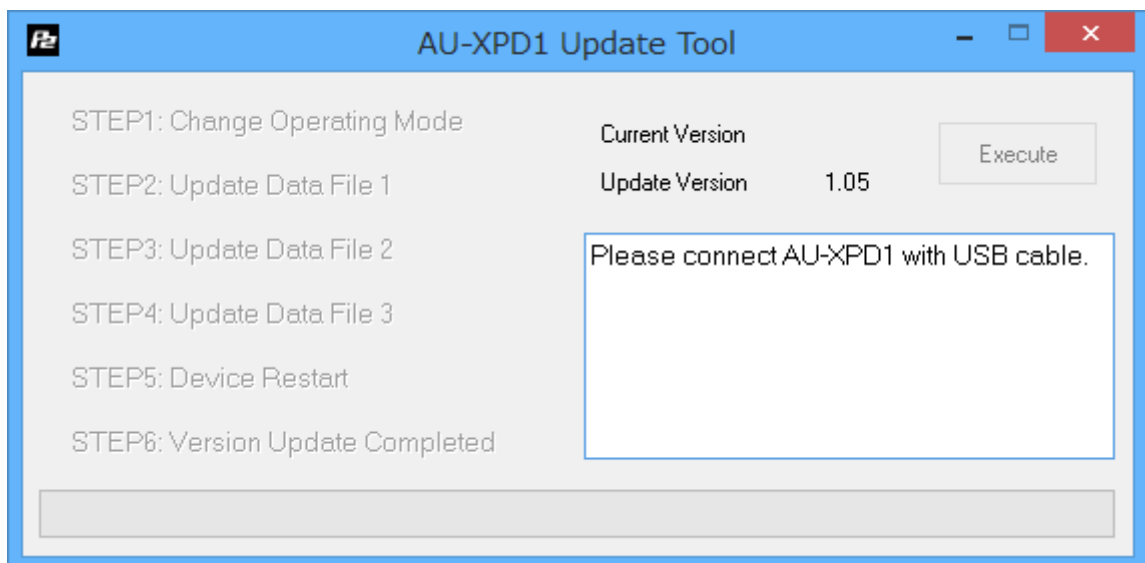 P2
AU-XPD1 Update Tool
STEP1: Change Operating Mode
STEP2: Update Data File 1
STEP3: Update Data File 2
STEP4: Update Data File 3
STEP5: Device Restart
STEP6: Version Update Completed
Current Version
Update Version 1.05
Execute
Please connect AU-XPD1 with USB cable.